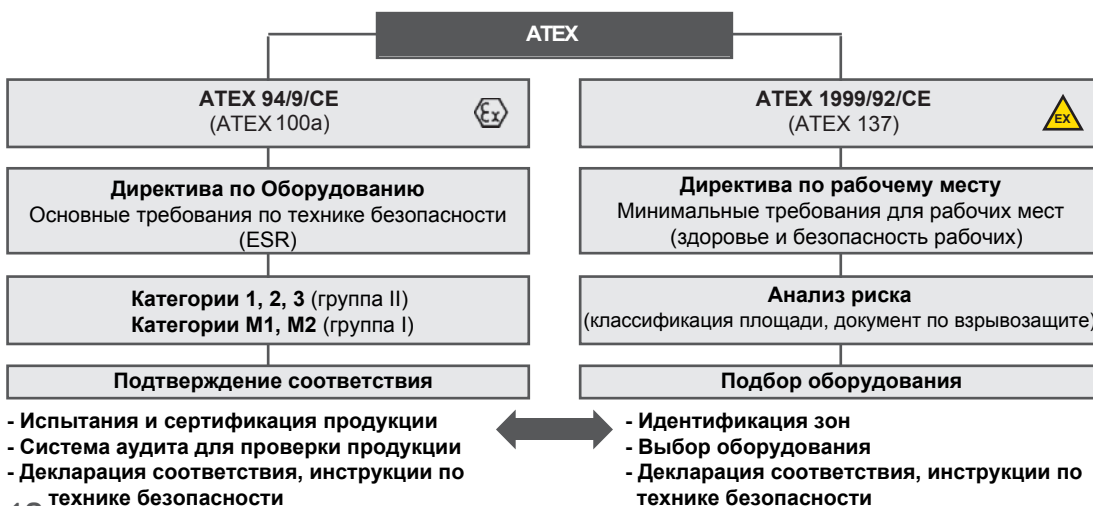 ATEX
ATEX 94/9/CE
(ATEX 100a)
Ex
Директива по Оборудованию
Основные требования по технике безопасности
(ESR)
Категории 1, 2, 3 (группа II)
Категории M1, M2 (группа I)
Подтверждение соответствия
- Испытания и сертификация продукции
- Система аудита для проверки продукции
- Декларация соответствия, инструкции по
технике безопасности
ATEX 1999/92/CE
(ATEX 137)
EX
Директива по рабочему месту
Минимальные требования для рабочих мест
(здоровье и безопасность рабочих)
Анализ риска
(классификация площади, документ по взрывозащите)
Подбор оборудования
- Идентификация зон
- Выбор оборудования
- Декларация соответствия, инструкции по
технике безопасности